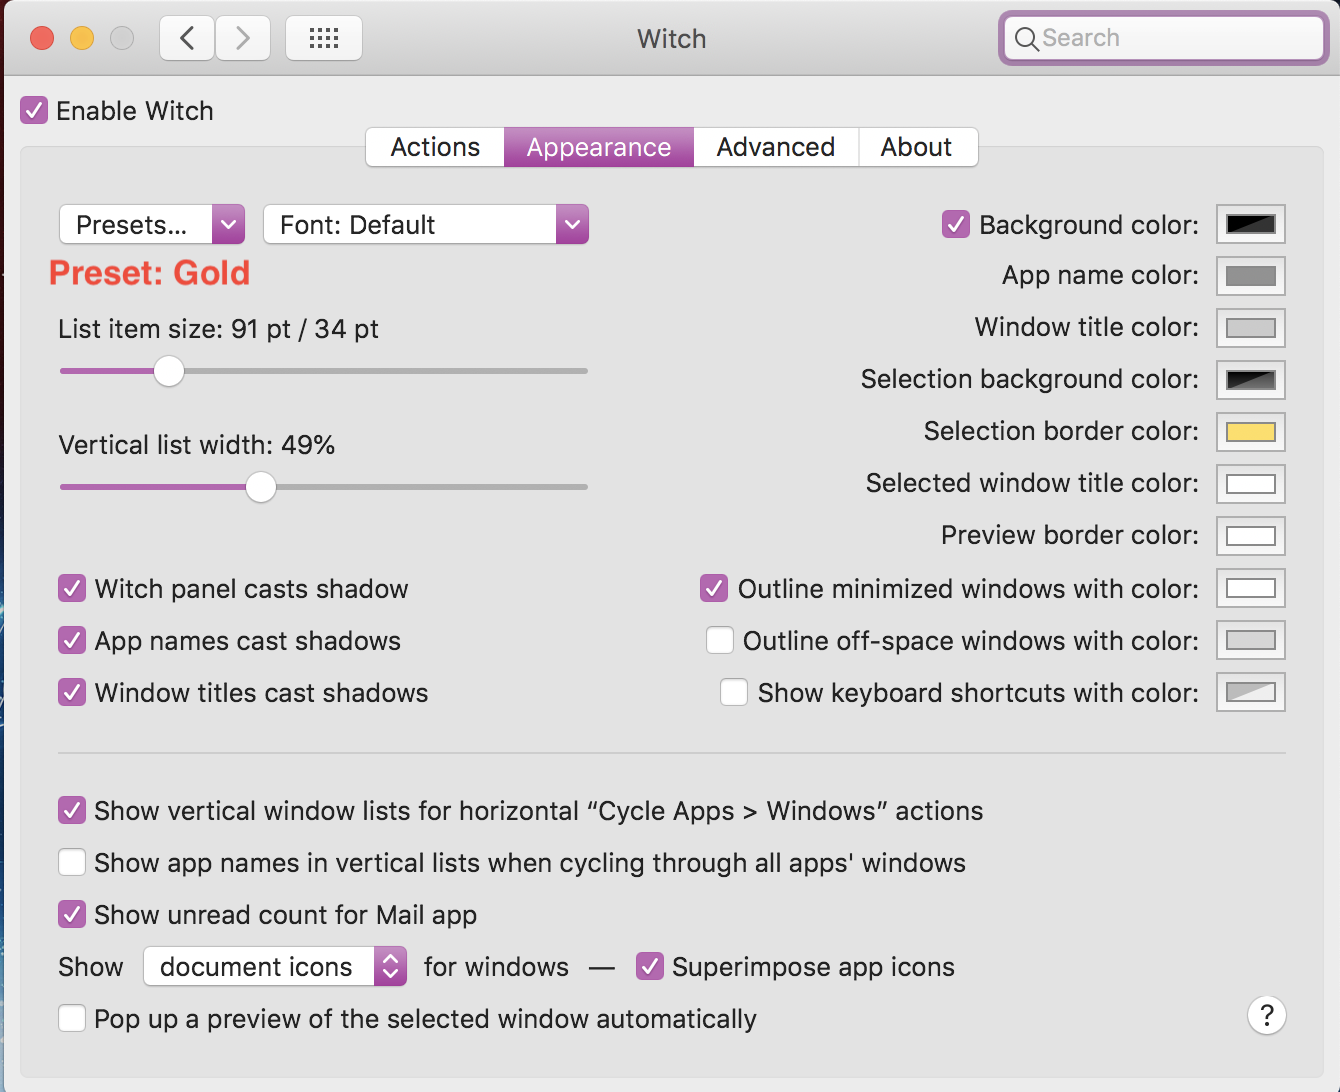 Witch
Search
Enable Witch
Actions
Appearance
Advanced
About
Presets...
Font: Default
Preset: Gold
List item size: 91 pt / 34 pt
Vertical list width: 49%
Witch panel casts shadow
App names cast shadows
Window titles cast shadows
Background color:
App name color:
Window title color:
Selection background color:
Selection border color:
Selected window title color:
Preview border color:
Outline minimized windows with color:
Outline off-space windows with color:
Show keyboard shortcuts with color:
Show vertical window lists for horizontal “Cycle Apps > Windows” actions
Show app names in vertical lists when cycling through all apps' windows
Show unread count for Mail app
Show document icons for windows — Superimpose app icons
Pop up a preview of the selected window automatically
?